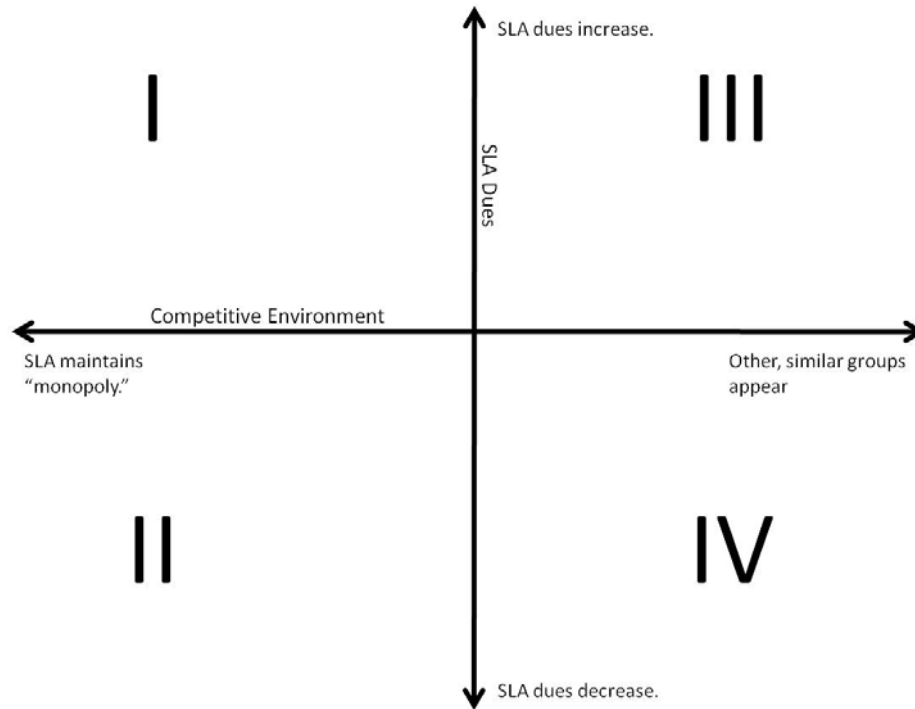 SLA dues increase.
I
III
SLA Dues
Competitive Environment
SLA maintains
“monopoly.”
Other, similar groups
appear
II
IV
SLA dues decrease.